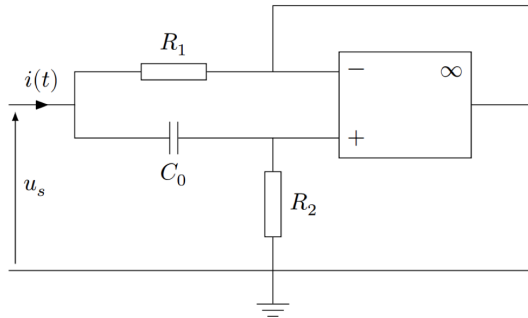 R₁
i(t)
− ∞
+
C₀
uₛ
R₂